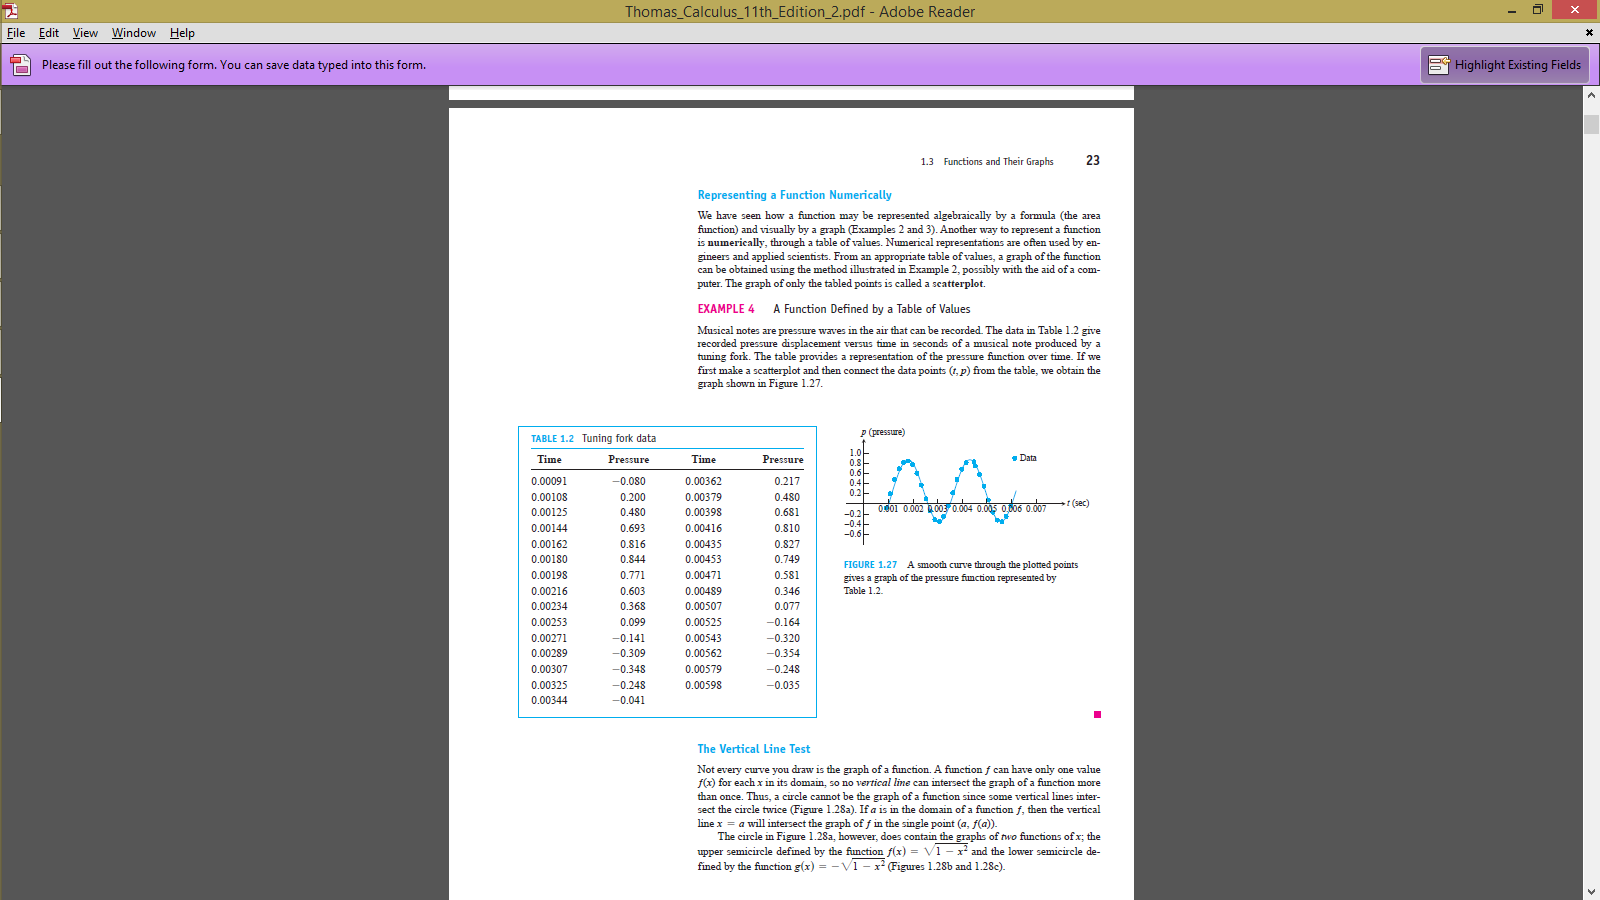 Thomas_Calculus_11th_Edition_2.pdf - Adobe Reader
File Edit View Window Help
Please fill out the following form. You can save data typed into this form.
Highlight Existing Fields
1.3 Functions and Their Graphs 23
Representing a Function Numerically
We have seen how a function may be represented algebraically by a formula (the area
function) and visually by a graph (Examples 2 and 3). Another way to represent a function
is numerically, through a table of values. Numerical representations are often used by en-
gineers and applied scientists. From an appropriate table of values, a graph of the function
can be obtained using the method illustrated in Example 2, possibly with the aid of a com-
puter. The graph of only the tabled points is called a scatterplot.
EXAMPLE 4 A Function Defined by a Table of Values
Musical notes are pressure waves in the air that can be recorded. The data in Table 1.2 give
recorded pressure displacement versus time in seconds of a musical note produced by a
tuning fork. The table provides a representation of the pressure function over time. If we
first make a scatterplot and then connect the data points (t, p) from the table, we obtain the
graph shown in Figure 1.27.
TABLE 1.2 Tuning fork data
Time Pressure Time Pressure
0.00091 −0.080 0.00362 0.217
0.00108 0.200 0.00379 0.480
0.00125 0.480 0.00398 0.681
0.00144 0.693 0.00416 0.810
0.00162 0.816 0.00435 0.827
0.00180 0.844 0.00453 0.749
0.00198 0.771 0.00471 0.581
0.00216 0.603 0.00489 0.346
0.00234 0.368 0.00507 0.077
0.00253 0.099 0.00525 −0.164
0.00271 −0.141 0.00543 −0.320
0.00289 −0.309 0.00562 −0.354
0.00307 −0.348 0.00579 −0.248
0.00325 −0.248 0.00598 −0.035
0.00344 −0.041
p (pressure)
1.0
0.8
0.6
0.4
0.2
−0.2
−0.4
−0.6
Data
0.001 0.002 0.003 0.004 0.005 0.006 0.007
t (sec)
FIGURE 1.27 A smooth curve through the plotted points
gives a graph of the pressure function represented by
Table 1.2.
The Vertical Line Test
Not every curve you draw is the graph of a function. A function f can have only one value
f(x) for each x in its domain, so no vertical line can intersect the graph of a function more
than once. Thus, a circle cannot be the graph of a function since some vertical lines inter-
sect the circle twice (Figure 1.28a). If a is in the domain of a function f, then the vertical
line x = a will intersect the graph of f in the single point (a, f(a)).
The circle in Figure 1.28a, however, does contain the graphs of two functions of x; the
upper semicircle defined by the function f(x) = √1 − x² and the lower semicircle de-
fined by the function g(x) = −√1 − x² (Figures 1.28b and 1.28c).